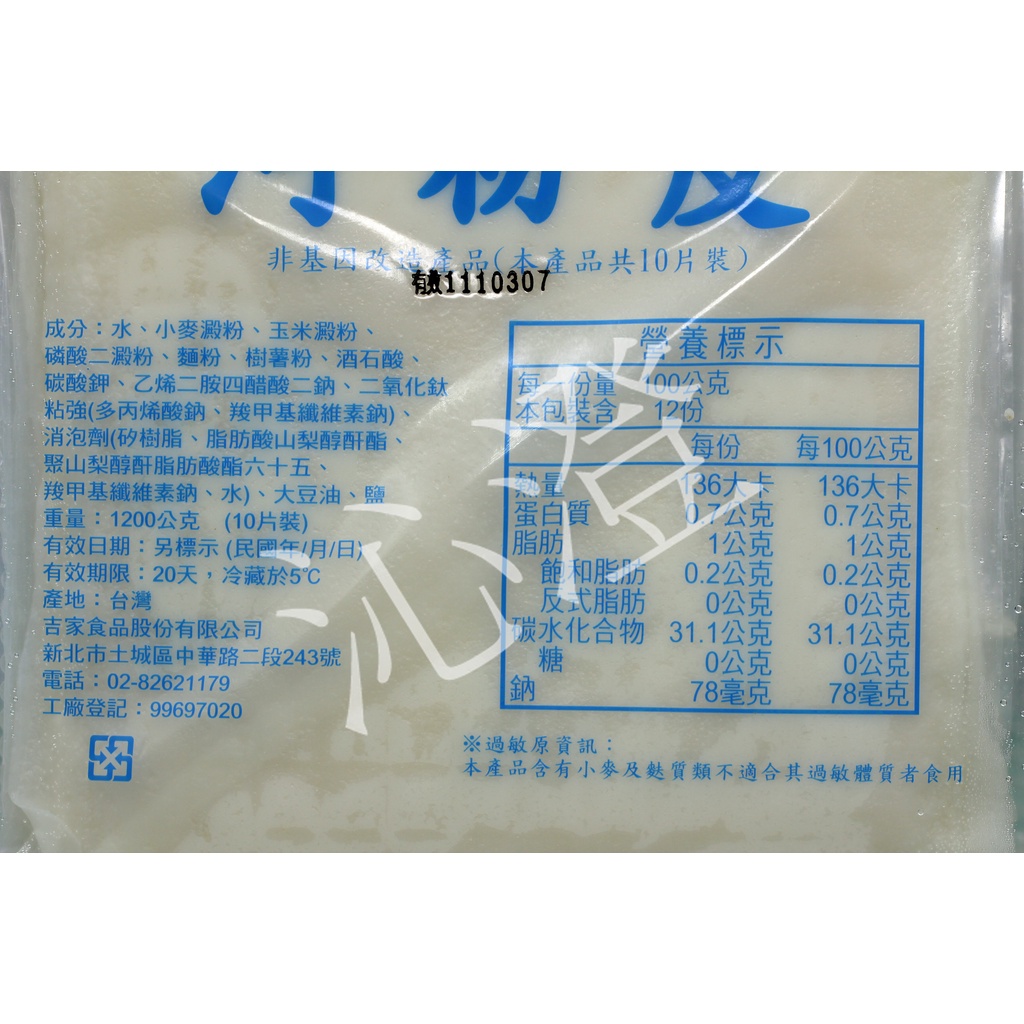 河粉皮
非基因改造產品(本產品共10片裝)
有效1110307
成分：水、小麥澱粉、玉米澱粉、
磷酸二澱粉、麵粉、樹薯粉、酒石酸、
碳酸鉀、乙烯二胺四醋酸二鈉、二氧化鈦
粘強(多丙烯酸鈉、羧甲基纖維素鈉)、
消泡劑(矽樹脂、脂肪酸山梨醇酐酯、
聚山梨醇酐脂肪酸酯六十五、
羧甲基纖維素鈉、水)、大豆油、鹽
重量：1200公克 (10片裝)
有效日期：另標示 (民國年/月/日)
有效期限：20天，冷藏於5℃
產地：台灣
吉家食品股份有限公司
新北市土城區中華路二段243號
電話：02-82621179
工廠登記：99697020
營養標示
每一份量 100公克
本包裝含 12份
每份 每100公克
熱量 136大卡 136大卡
蛋白質 0.7公克 0.7公克
脂肪 1公克 1公克
飽和脂肪 0.2公克 0.2公克
反式脂肪 0公克 0公克
碳水化合物 31.1公克 31.1公克
糖 0公克 0公克
鈉 78毫克 78毫克
※過敏原資訊：
本產品含有小麥及麩質類不適合其過敏體質者食用
沁澄